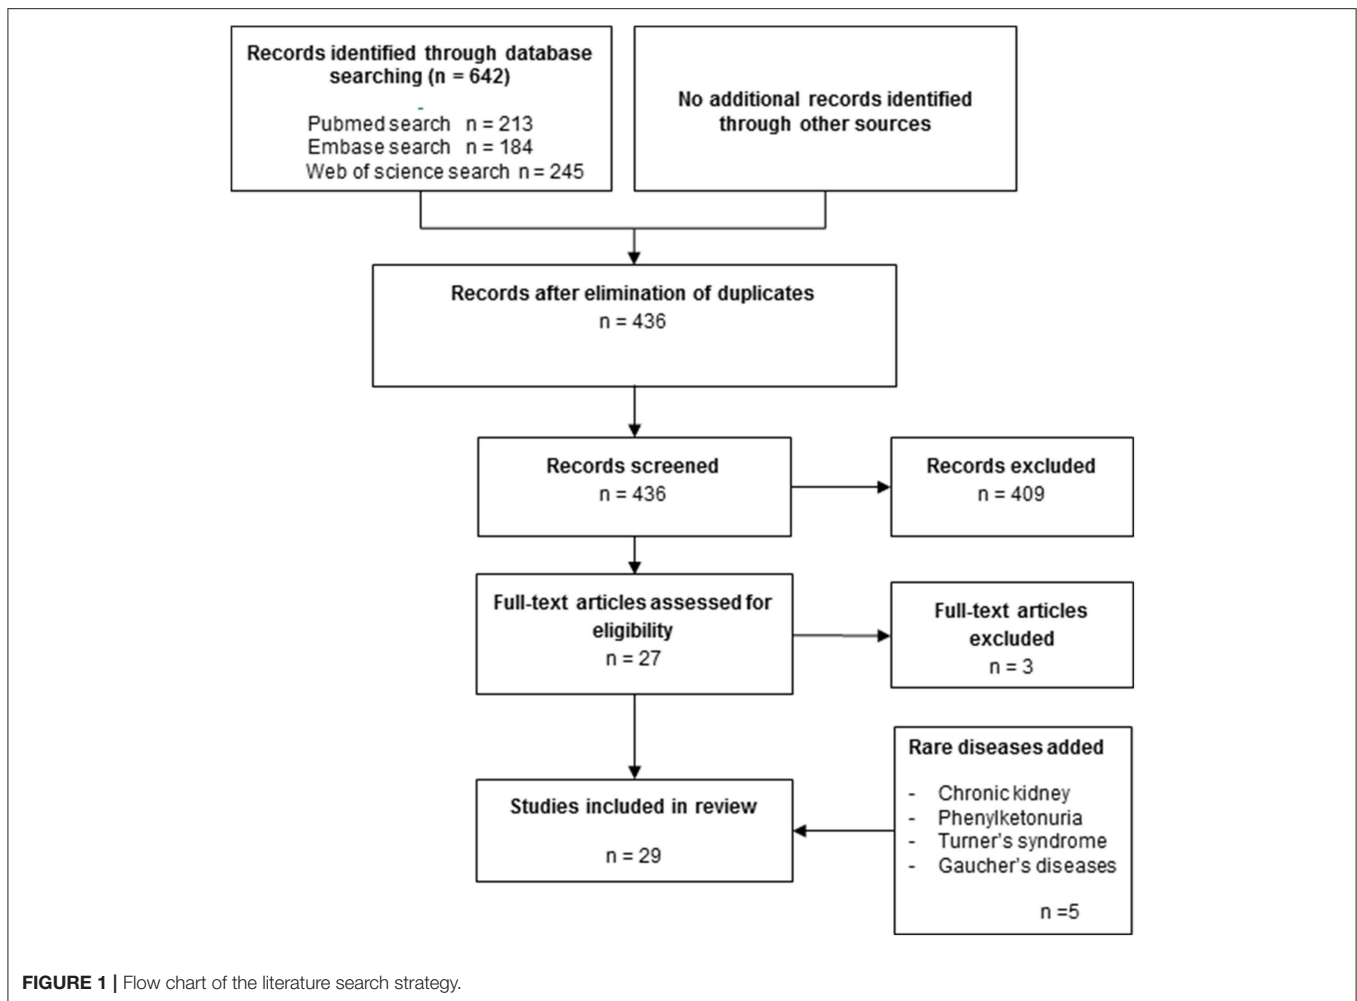 Records identified through database
searching (n = 642)
Pubmed search n = 213
Embase search n = 184
Web of science search n = 245
No additional records identified
through other sources
Records after elimination of duplicates
n = 436
Records screened
n = 436
Records excluded
n = 409
Full-text articles assessed for
eligibility
n = 27
Full-text articles
excluded
n = 3
Rare diseases added
- Chronic kidney
- Phenylketonuria
- Turner's syndrome
- Gaucher's diseases
n =5
Studies included in review
n = 29
FIGURE 1 | Flow chart of the literature search strategy.